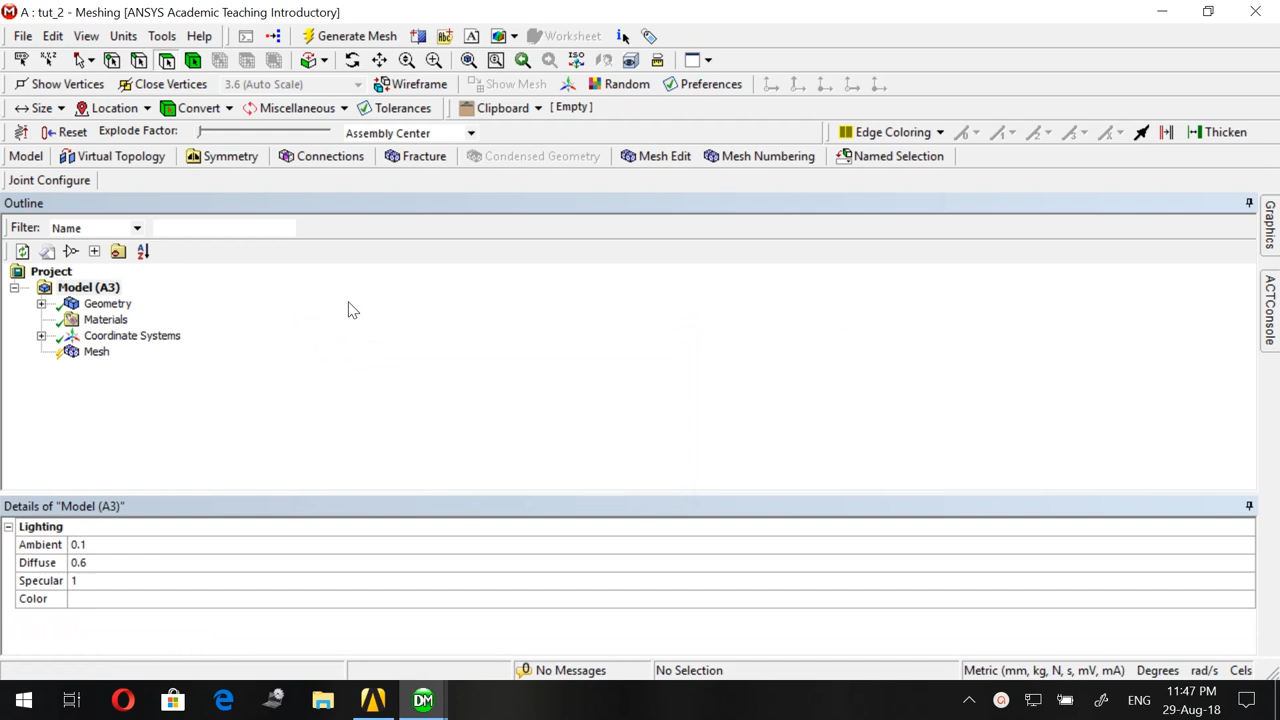 A : tut_2 - Meshing [ANSYS Academic Teaching Introductory]
File Edit View Units Tools Help Generate Mesh A Worksheet
Show Vertices Close Vertices 3.6 (Auto Scale) Wireframe Show Mesh Random Preferences
Size Location Convert Miscellaneous Tolerances Clipboard [ Empty ]
Reset Explode Factor: Assembly Center Edge Coloring Thicken
Model Virtual Topology Symmetry Connections Fracture Condensed Geometry Mesh Edit Mesh Numbering Named Selection
Joint Configure
Outline
Filter: Name
Project
Model (A3)
Geometry
Materials
Coordinate Systems
Mesh
Graphics
ACTConsole
Details of "Model (A3)"
Lighting
Ambient 0.1
Diffuse 0.6
Specular 1
Color
0 No Messages No Selection Metric (mm, kg, N, s, mV, mA) Degrees rad/s Cels
DM ENG 11:47 PM
29-Aug-18